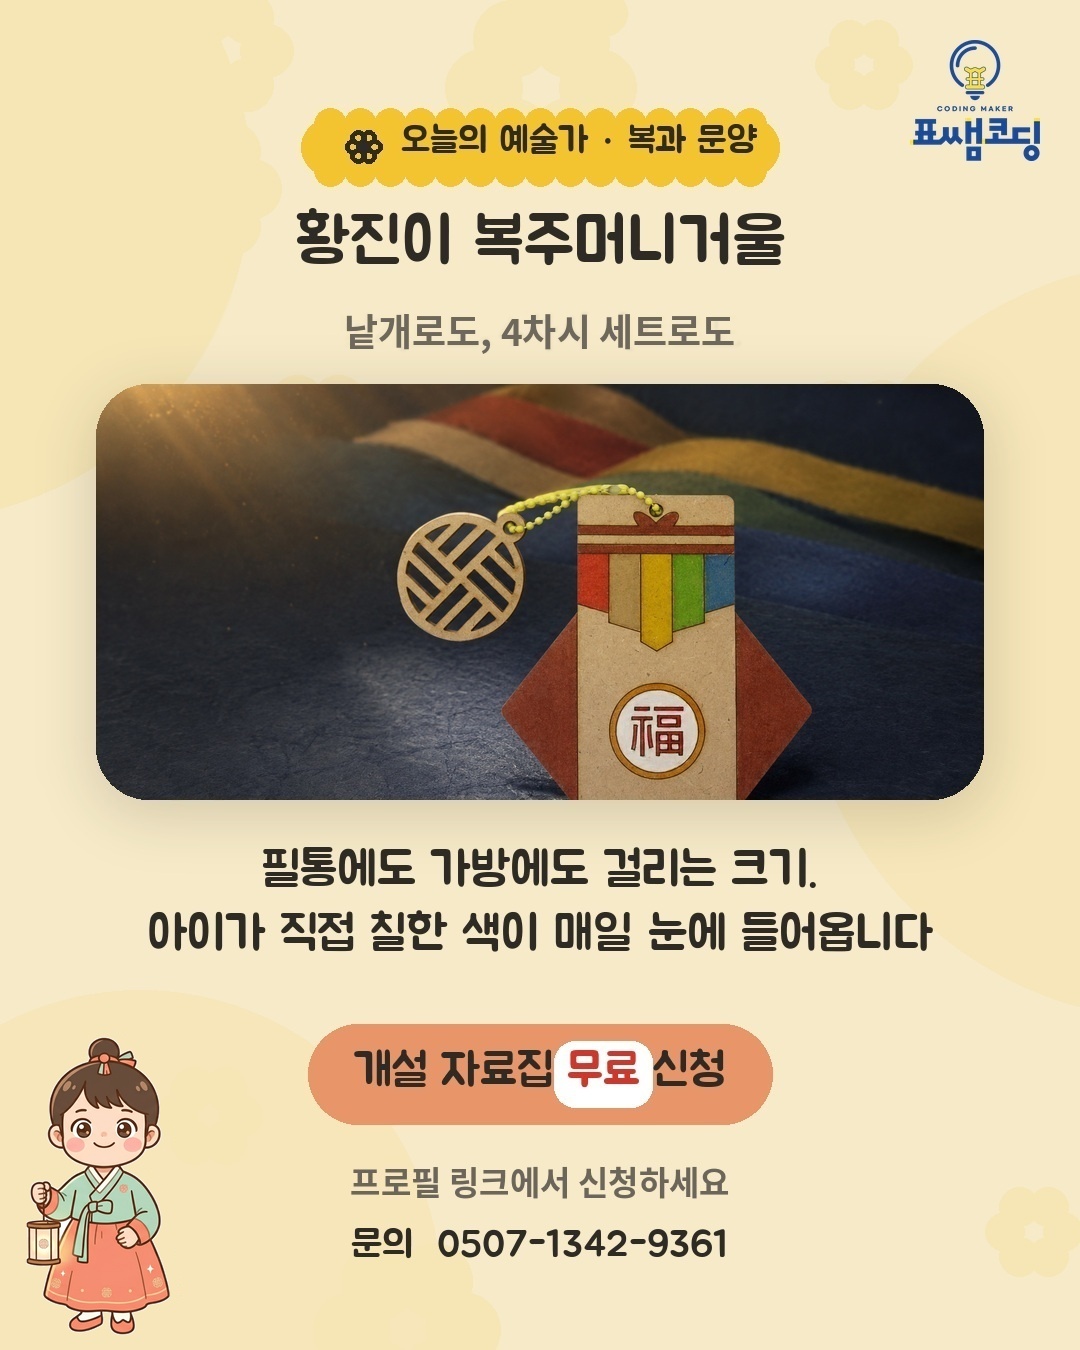 CODING MAKER
표쌤코딩
오늘의 예술가 · 복과 문양
황진이 복주머니거울
낱개로도, 4차시 세트로도
福
필통에도 가방에도 걸리는 크기.
아이가 직접 칠한 색이 매일 눈에 들어옵니다
개설 자료집 무료 신청
프로필 링크에서 신청하세요
문의 0507-1342-9361